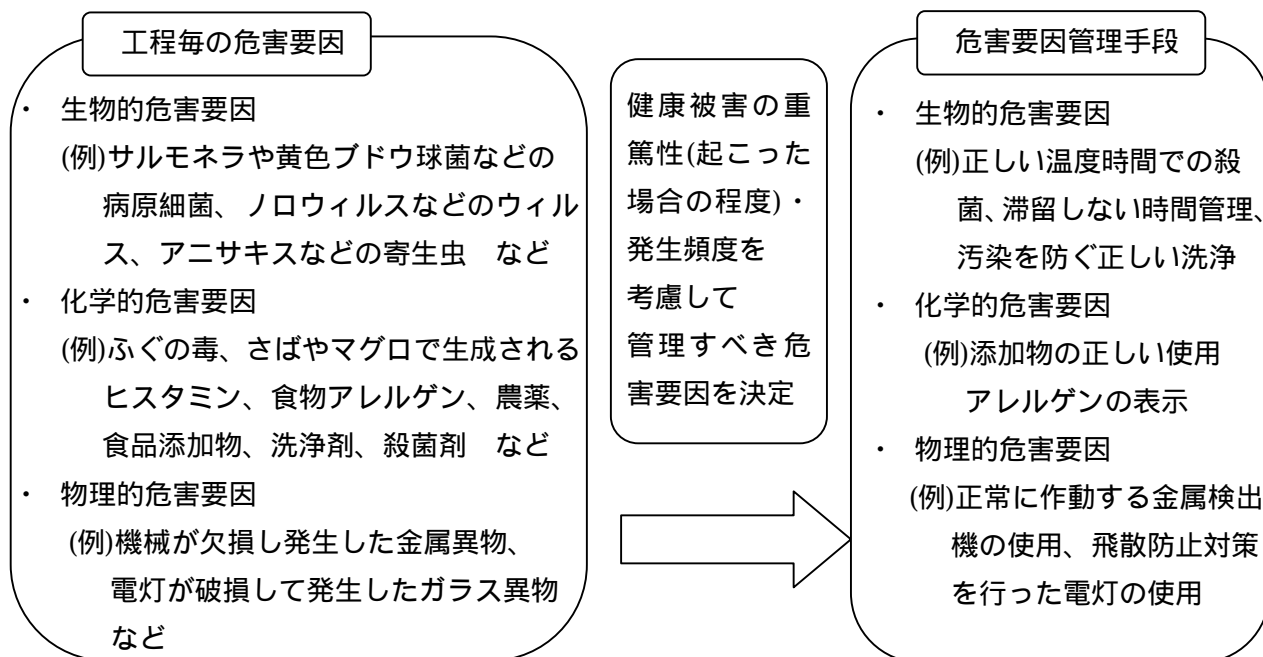 工程毎の危害要因
・ 生物的危害要因
(例)サルモネラや黄色ブドウ球菌などの
病原細菌、ノロウィルスなどのウィル
ス、アニサキスなどの寄生虫　など
・ 化学的危害要因
(例)ふぐの毒、さばやマグロで生成される
ヒスタミン、食物アレルゲン、農薬、
食品添加物、洗浄剤、殺菌剤　など
・ 物理的危害要因
(例)機械が欠損し発生した金属異物、
電灯が破損して発生したガラス異物
など
健康被害の重
篤性(起こった
場合の程度)・
発生頻度を
考慮して
管理すべき危
害要因を決定
危害要因管理手段
・ 生物的危害要因
(例)正しい温度時間での殺
菌、滞留しない時間管理、
汚染を防ぐ正しい洗浄
・ 化学的危害要因
(例)添加物の正しい使用
アレルゲンの表示
・ 物理的危害要因
(例)正常に作動する金属検出
機の使用、飛散防止対策
を行った電灯の使用